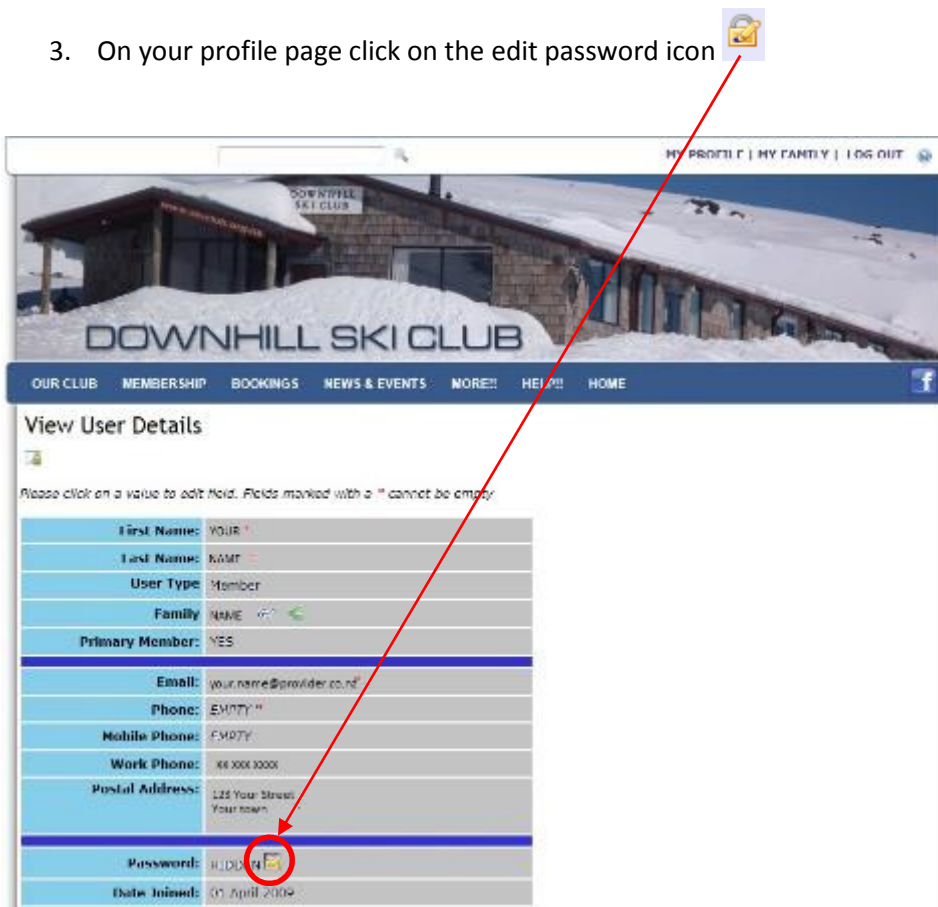 3. On your profile page click on the edit password icon
MY PROFILE | MY FAMILY | LOG OUT
DOWNHILL
SKI CLUB
DOWNHILL SKI CLUB
OUR CLUB MEMBERSHIP BOOKINGS NEWS & EVENTS MORE!! HELP!! HOME f
View User Details
Please click on a value to edit field. Fields marked with a * cannot be empty
First Name: YOUR *
Last Name: NAME *
User Type Member
Family NAME
Primary Member: YES
Email: your.name@provider.co.nz*
Phone: EMPTY *
Mobile Phone: EMPTY
Work Phone: xx xxx xxxx
Postal Address: 123 Your Street
Your town
Password: HIDDEN
Date Joined: 01 April 2009